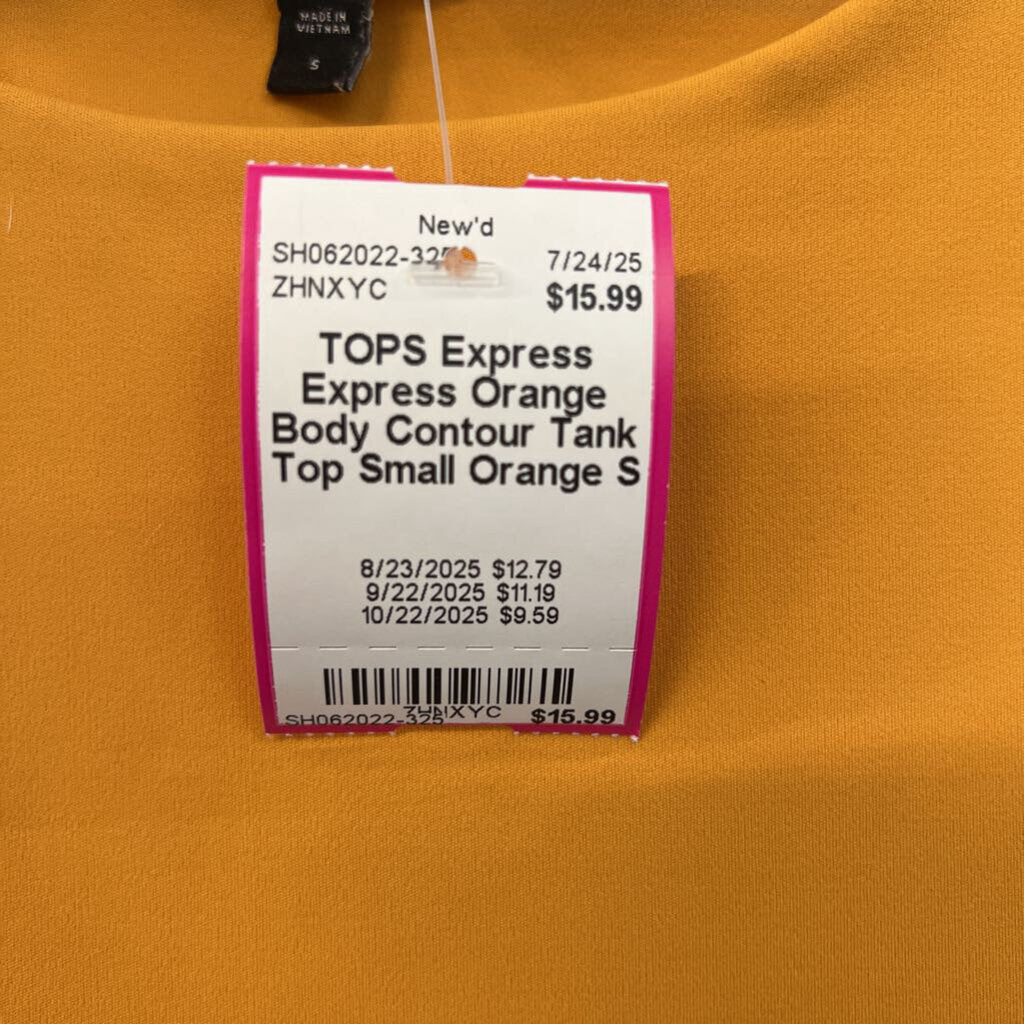 MADE IN
VIETNAM
S
New'd
SH062022-325
7/24/25
ZHNXYC
$15.99
TOPS Express
Express Orange
Body Contour Tank
Top Small Orange S
8/23/2025 $12.79
9/22/2025 $11.19
10/22/2025 $9.59
ZHNXYC
SH062022-325
$15.99